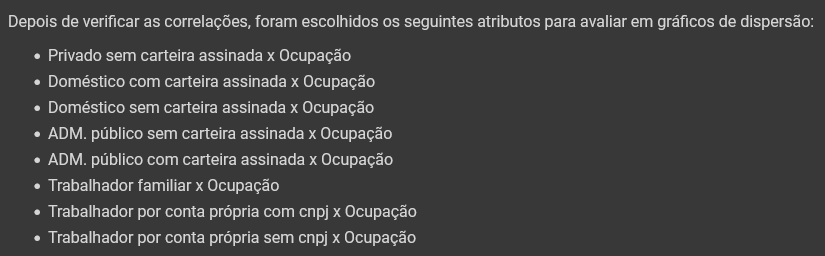 Depois de verificar as correlações, foram escolhidos os seguintes atributos para avaliar em gráficos de dispersão:
• Privado sem carteira assinada x Ocupação
• Doméstico com carteira assinada x Ocupação
• Doméstico sem carteira assinada x Ocupação
• ADM. público sem carteira assinada x Ocupação
• ADM. público com carteira assinada x Ocupação
• Trabalhador familiar x Ocupação
• Trabalhador por conta própria com cnpj x Ocupação
• Trabalhador por conta própria sem cnpj x Ocupação